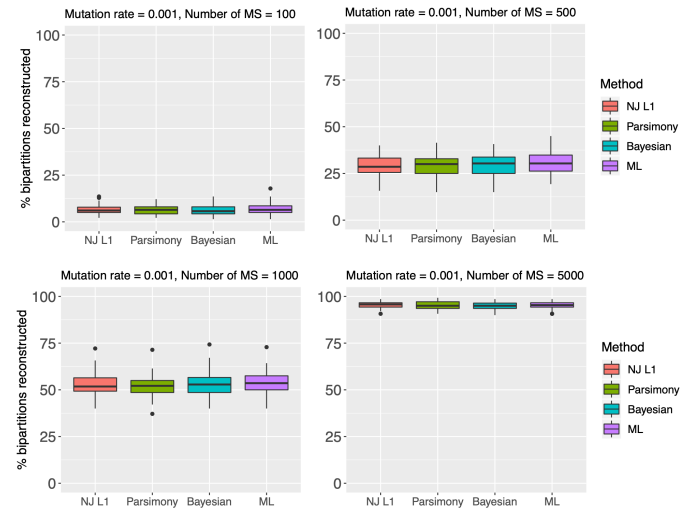 Mutation rate = 0.001, Number of MS = 100
% bipartitions reconstructed
100
75
50
25
0
NJ L1 Parsimony Bayesian ML
Mutation rate = 0.001, Number of MS = 500
100
75
50
25
0
NJ L1 Parsimony Bayesian ML
Method
NJ L1
Parsimony
Bayesian
ML
Mutation rate = 0.001, Number of MS = 1000
% bipartitions reconstructed
100
75
50
25
0
NJ L1 Parsimony Bayesian ML
Mutation rate = 0.001, Number of MS = 5000
100
75
50
25
0
NJ L1 Parsimony Bayesian ML
Method
NJ L1
Parsimony
Bayesian
ML